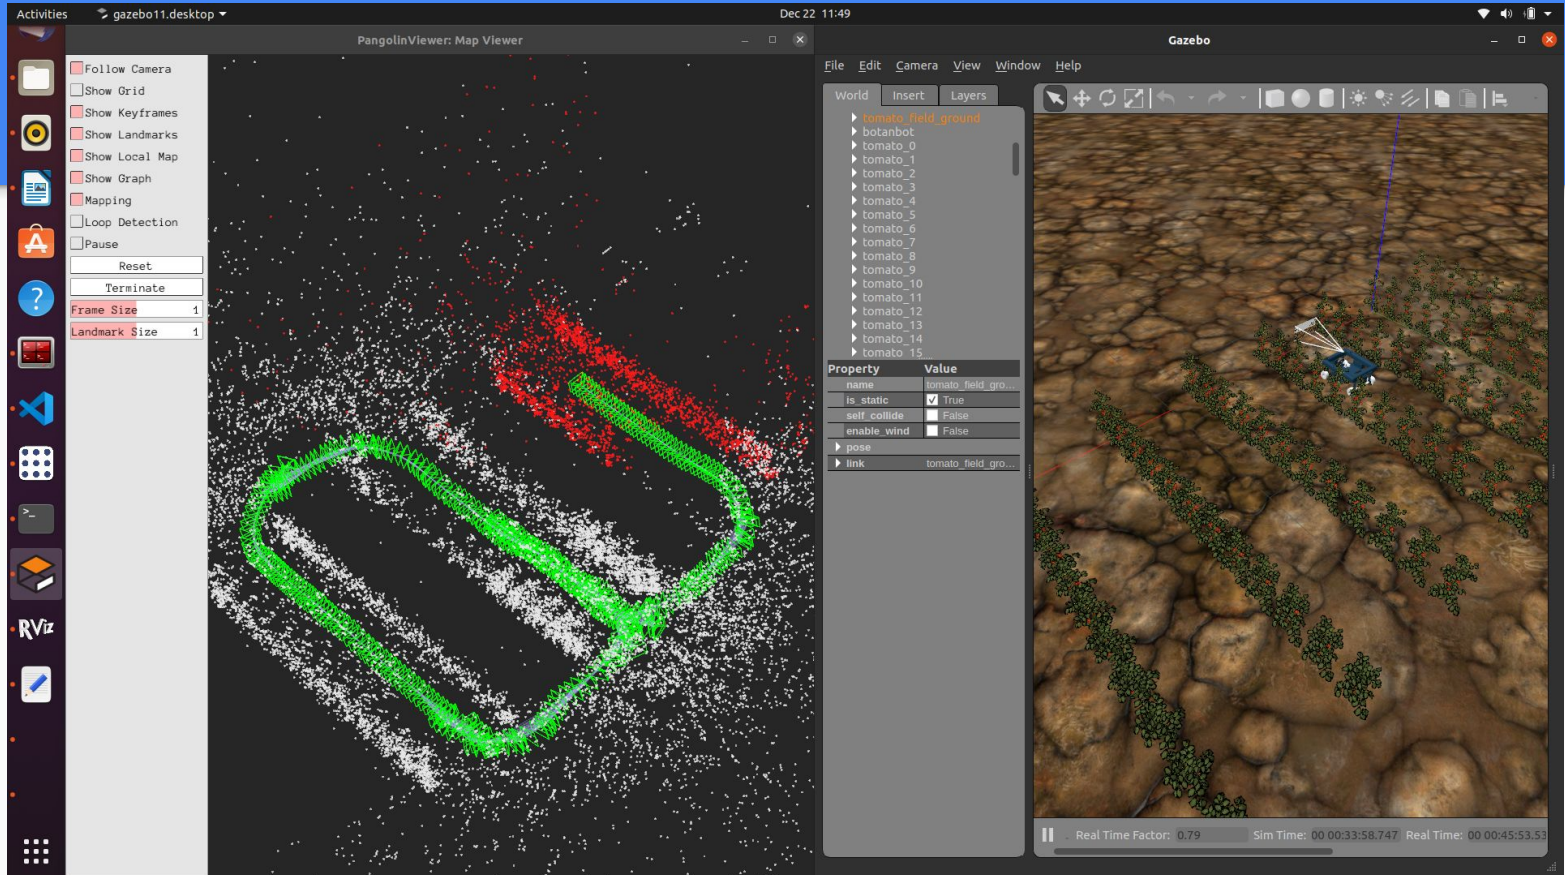 Activities
gazebo11.desktop
Dec 22 11:49
PangolinViewer: Map Viewer
Follow Camera
Show Grid
Show Keyframes
Show Landmarks
Show Local Map
Show Graph
Mapping
Loop Detection
Pause
Reset
Terminate
Frame Size 1
Landmark Size 1
>_
RViz
Gazebo
File Edit Camera View Window Help
World Insert Layers
tomato_field_ground
botanbot
tomato_0
tomato_1
tomato_2
tomato_3
tomato_4
tomato_5
tomato_6
tomato_7
tomato_8
tomato_9
tomato_10
tomato_11
tomato_12
tomato_13
tomato_14
tomato_15
Property Value
name tomato_field_gro...
is_static True
self_collide False
enable_wind False
pose
link tomato_field_gro...
Real Time Factor: 0.79 Sim Time: 00 00:33:58.747 Real Time: 00 00:45:53.53